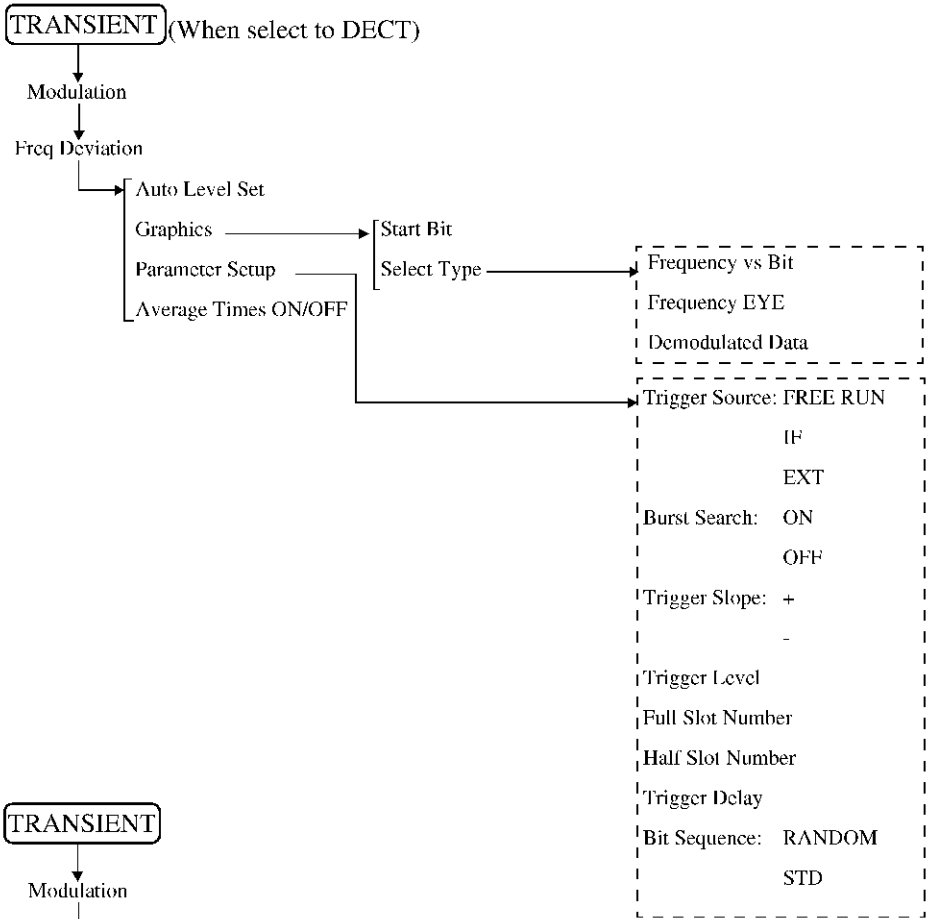 TRANSIENT (When select to DECT)
Modulation
Freq Deviation
Auto Level Set
Graphics
Parameter Setup
Average Times ON/OFF
Start Bit
Select Type
Frequency vs Bit
Frequency EYE
Demodulated Data
Trigger Source: FREE RUN
IF
EXT
Burst Search: ON
OFF
Trigger Slope: +
-
Trigger Level
Full Slot Number
Half Slot Number
Trigger Delay
Bit Sequence: RANDOM
STD
TRANSIENT
Modulation